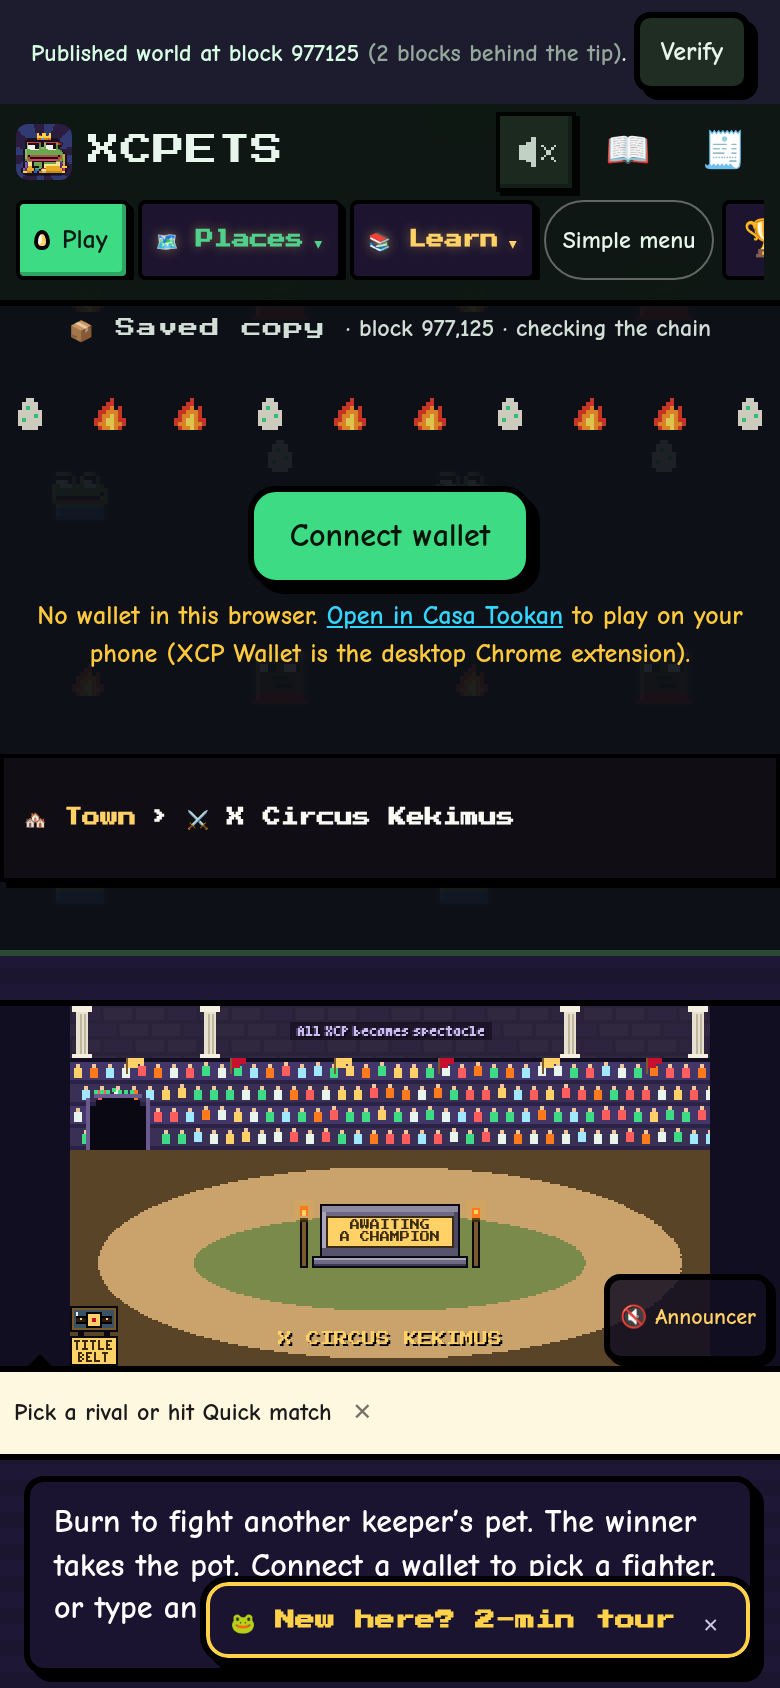 Published world at block 977125 (2 blocks behind the tip).
Verify
XCPETS
Play
Places
Learn
Simple menu
Saved copy · block 977,125 · checking the chain
Connect wallet
No wallet in this browser. Open in Casa Tookan to play on your
phone (XCP Wallet is the desktop Chrome extension).
Town › X Circus Kekimus
All XCP becomes spectacle
AWAITING
A CHAMPION
Announcer
X CIRCUS KEKIMUS
TITLE
BELT
Pick a rival or hit Quick match ×
Burn to fight another keeper's pet. The winner
takes the pot. Connect a wallet to pick a fighter,
or type an
New here? 2-min tour ×